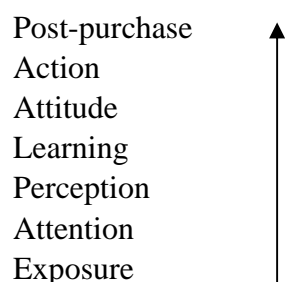 Post-purchase
Action
Attitude
Learning
Perception
Attention
Exposure